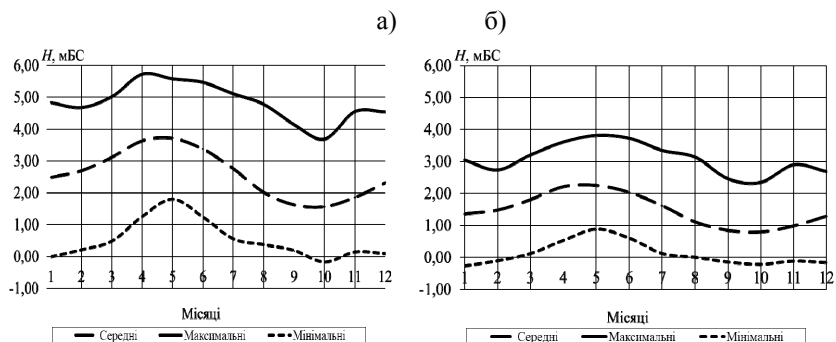 а) б)
H, мБС
6,00
5,00
4,00
3,00
2,00
1,00
0,00
-1,00
1 2 3 4 5 6 7 8 9 10 11 12
Місяці
Середні Максимальні Мінімальні
H, мБС
6,00
5,00
4,00
3,00
2,00
1,00
0,00
-1,00
1 2 3 4 5 6 7 8 9 10 11 12
Місяці
Середні Максимальні Мінімальні